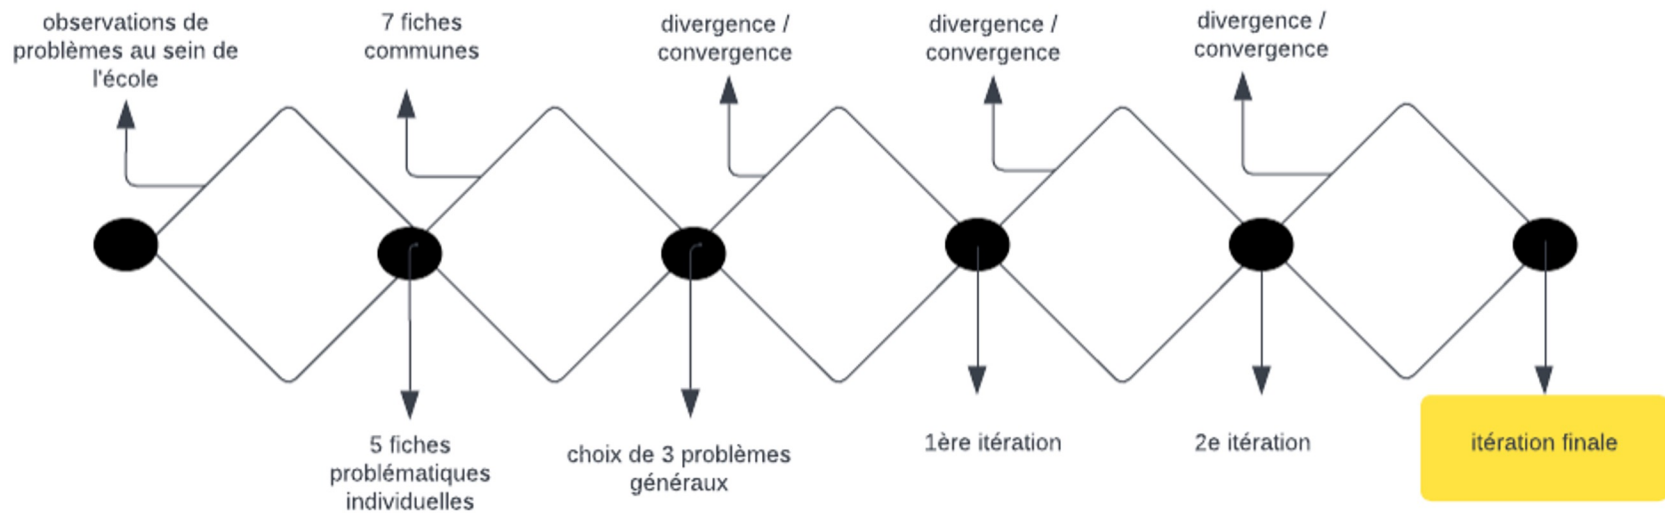 observations de
problèmes au sein de
l'école
7 fiches
communes
divergence /
convergence
divergence /
convergence
divergence /
convergence
5 fiches
problématiques
individuelles
choix de 3 problèmes
généraux
1ère itération
2e itération
itération finale